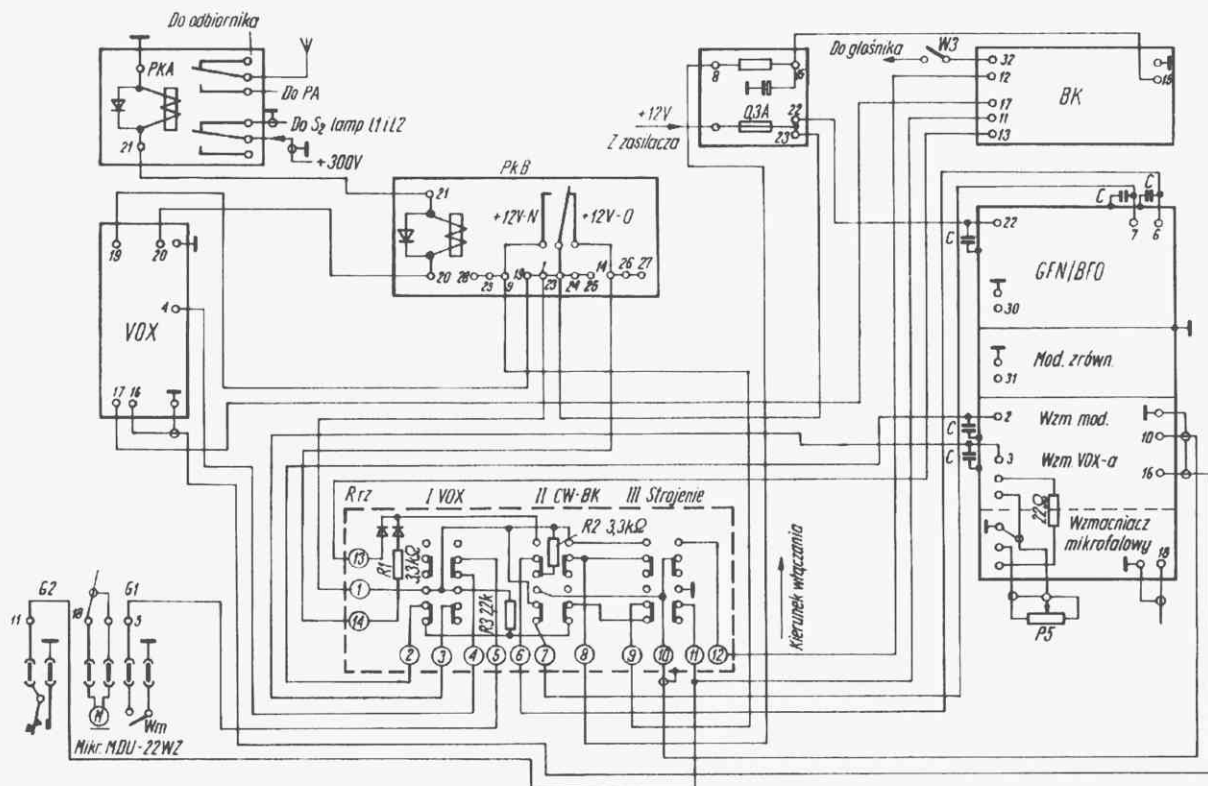 Do odbiornika
PKA
Do PA
Do S2 lamp L1 i L2
21
+300V
8
15
0,3A
+12V
22
23
Z zasilacza
Do głośnika
W3
32
12
17
11
13
BK
15
PkB
21
+12V-N
+12V-O
20
28
29
9
19
1
23
24
25
14
26
27
19
20
4
VOX
17
16
C
C
7
6
22
C
GFN/BFO
30
Mod. zrówn.
31
2
Wzm mod.
C
10
C
3
Wzm. VOX-a
16
22Ω
Wzmacniacz
mikrofalowy
18
P5
R rz
I VOX
II CW-BK
III Strojenie
R2 3,3kΩ
13
R1
3,3kΩ
1
14
R3 22k
2
3
4
5
6
7
8
9
10
11
12
Kierunek włączania
G2
G1
11
18
5
M
Wm
Mikr. MDU-22WZ